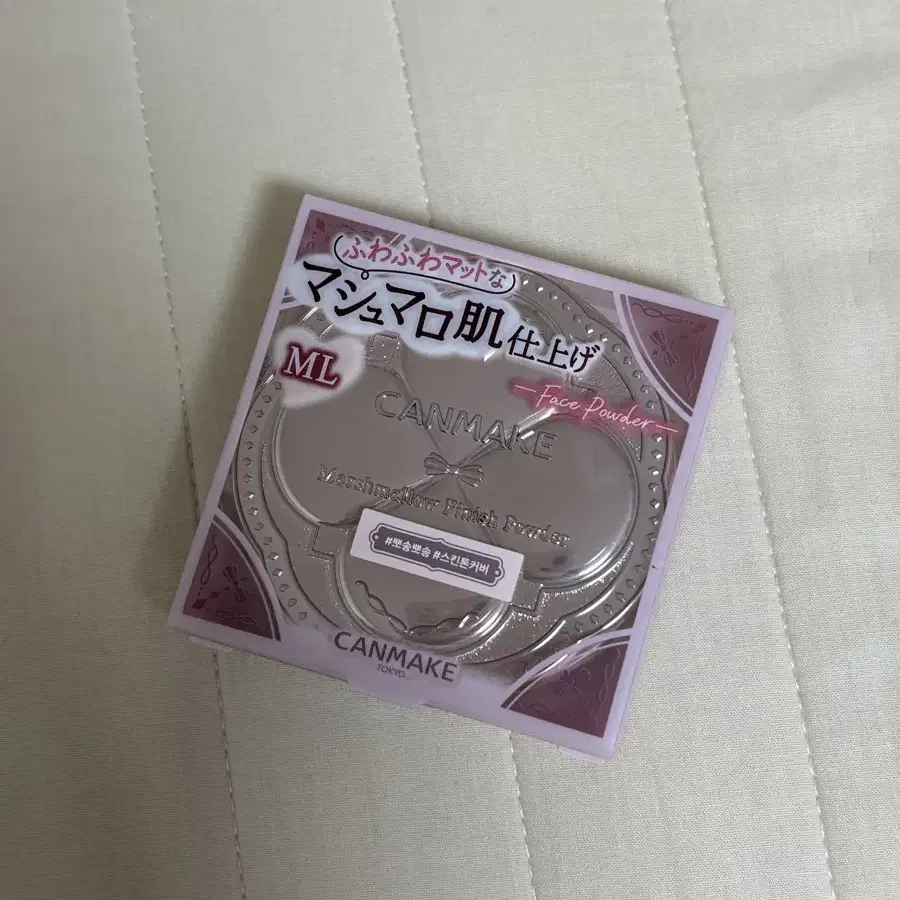 ふわふわマットな
マシュマロ肌仕上げ
ML
Face Powder
CANMAKE
Marshmallow Finish Powder
#뽀송뽀송 #스킨톤커버
CANMAKE
TOKYO